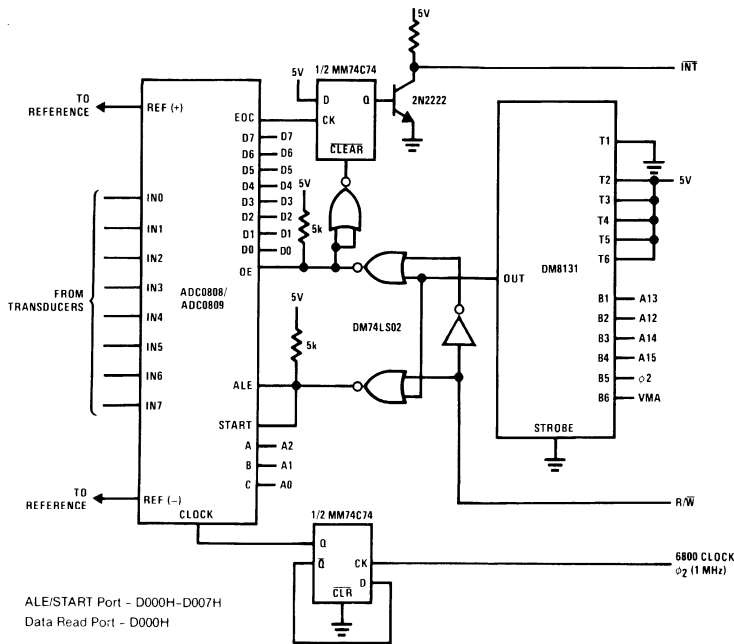 5V
INT
1/2 MM74C74
5V
D
Q
CK
CLEAR
2N2222
TO REFERENCE
REF (+)
EOC
D7
D6
D5
D4
D3
D2
D1
D0
OE
D7
D6
D5
D4
D3
D2
D1
D0
5V
5k
FROM TRANSDUCERS
IN0
IN1
IN2
IN3
IN4
IN5
IN6
IN7
ADC0808/
ADC0809
5V
5k
DM74LS02
ALE
START
A
B
C
A2
A1
A0
TO REFERENCE
REF (−)
CLOCK
OUT
DM8131
T1
T2
T3
T4
T5
T6
5V
B1
B2
B3
B4
B5
B6
A13
A12
A14
A15
ϕ2
VMA
STROBE
R/W̅
1/2 MM74C74
Q
Q̅
CK
D
CLR
6800 CLOCK
ϕ2 (1 MHz)
ALE/START Port – D000H–D007H
Data Read Port – D000H